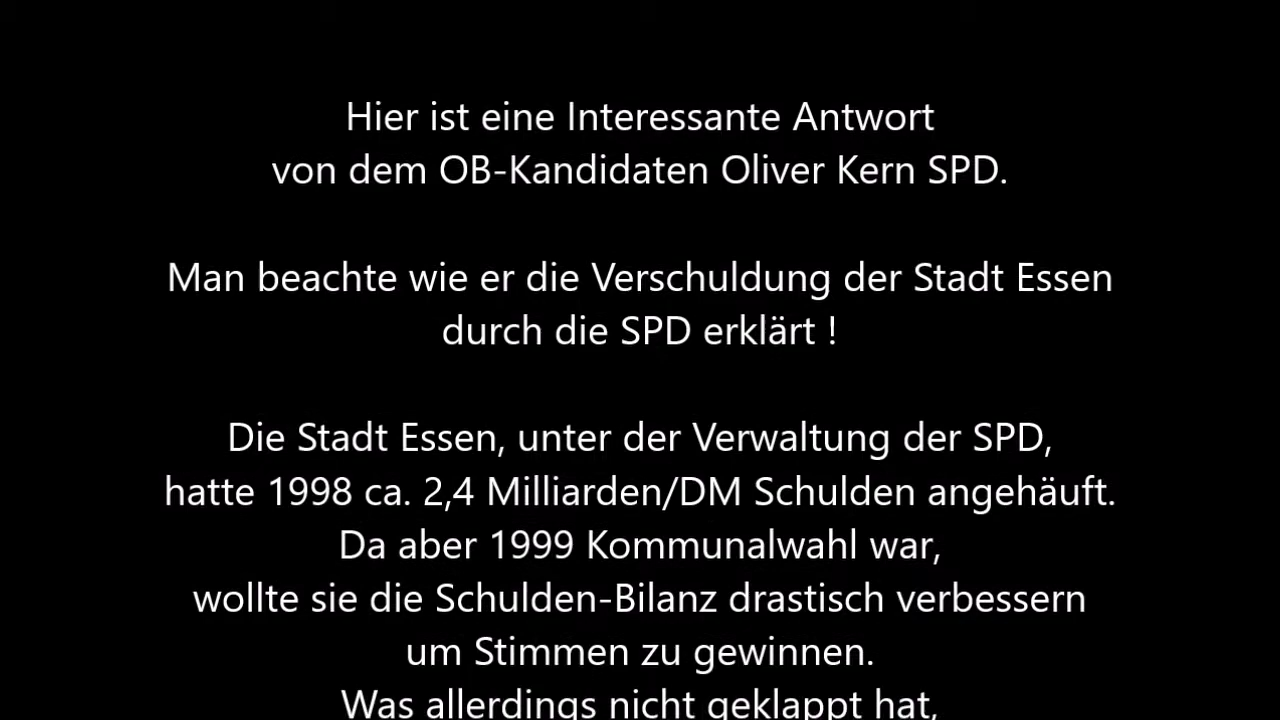 Hier ist eine Interessante Antwort
von dem OB-Kandidaten Oliver Kern SPD.
Man beachte wie er die Verschuldung der Stadt Essen
durch die SPD erklärt !
Die Stadt Essen, unter der Verwaltung der SPD,
hatte 1998 ca. 2,4 Milliarden/DM Schulden angehäuft.
Da aber 1999 Kommunalwahl war,
wollte sie die Schulden-Bilanz drastisch verbessern
um Stimmen zu gewinnen.
Was allerdings nicht geklappt hat,